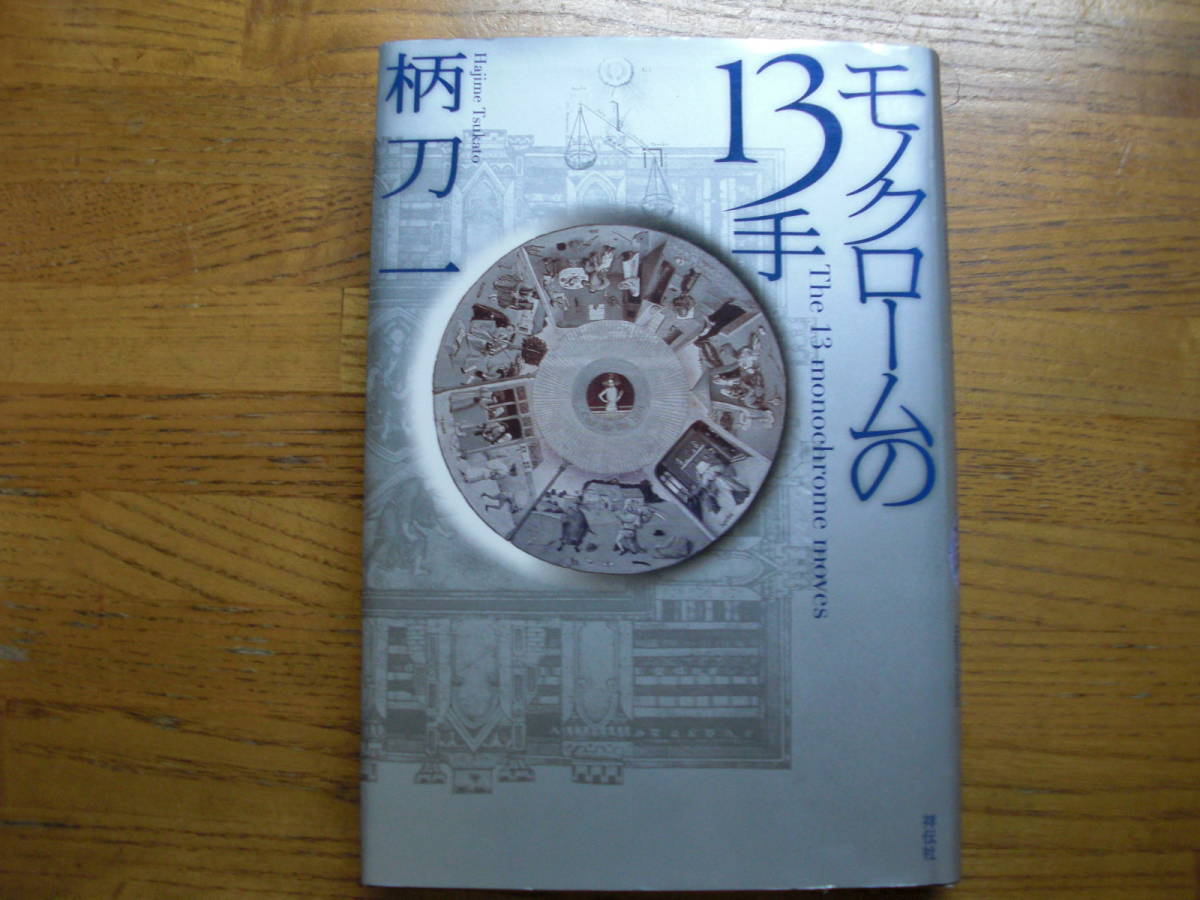 モノクロームの
13手
The 13 monochrome moves
柄刀一
Hajime Tsukato
祥伝社